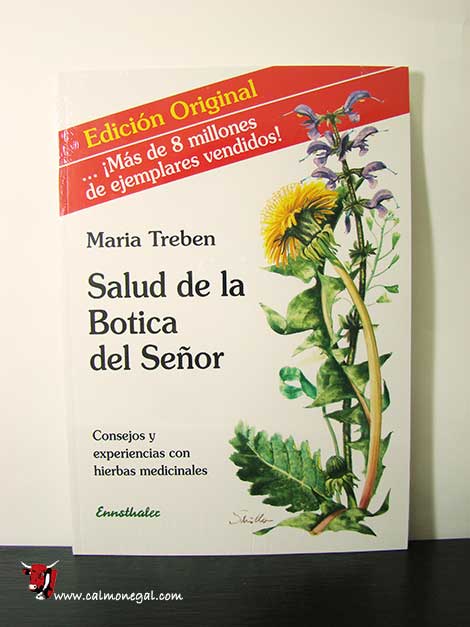 Edición Original
... ¡Más de 8 millones
de ejemplares vendidos!
Maria Treben
Salud de la
Botica
del Señor
Consejos y
experiencias con
hierbas medicinales
Ennsthaler
www.calmonegal.com